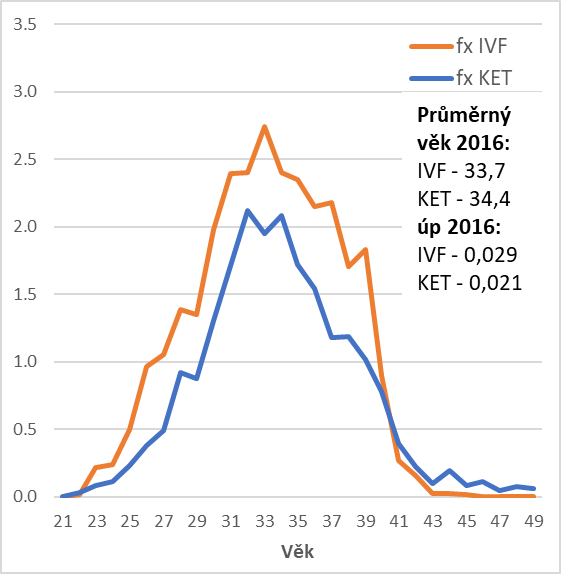 3.5
3.0
2.5
2.0
1.5
1.0
0.5
0.0
fx IVF
fx KET
Průměrný
věk 2016:
IVF - 33,7
KET - 34,4
úp 2016:
IVF - 0,029
KET - 0,021
21 23 25 27 29 31 33 35 37 39 41 43 45 47 49
Věk